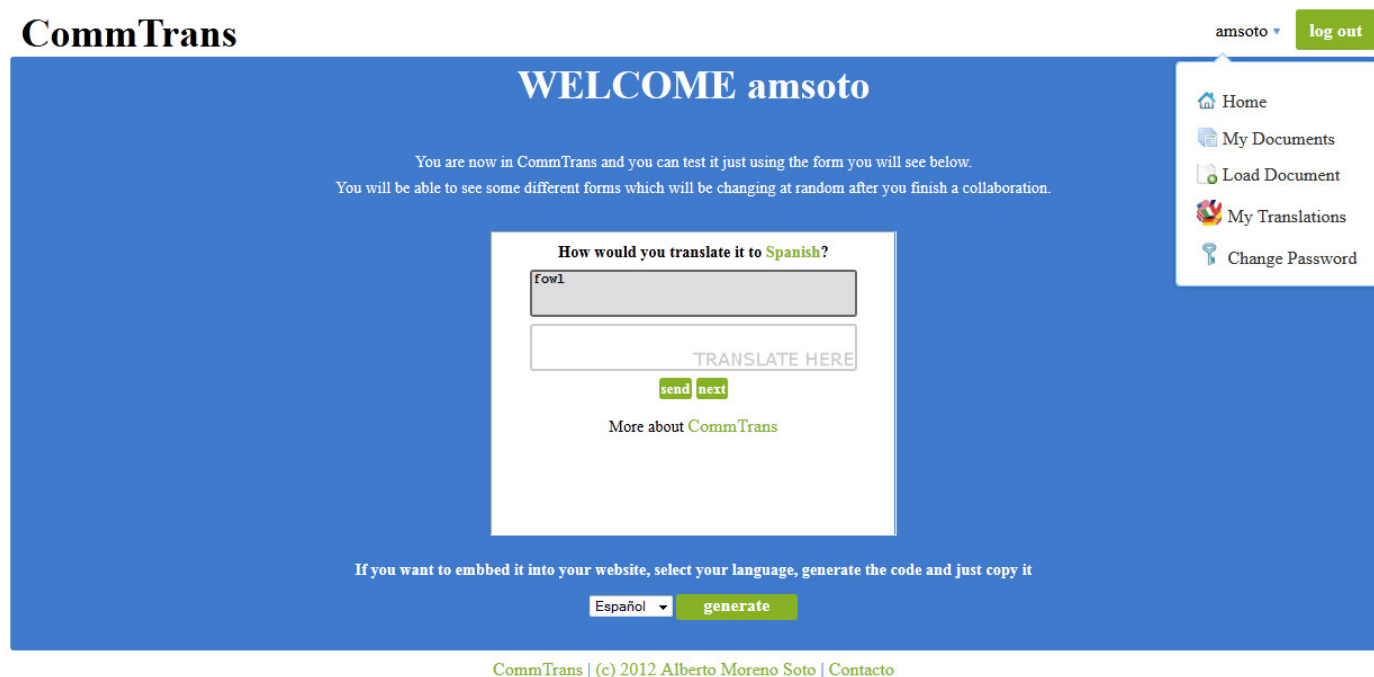 CommTrans
amsoto
log out
Home
My Documents
Load Document
My Translations
Change Password
WELCOME amsoto
You are now in CommTrans and you can test it just using the form you will see below.
You will be able to see some different forms which will be changing at random after you finish a collaboration.
How would you translate it to Spanish?
fowl
TRANSLATE HERE
send next
More about CommTrans
If you want to embbed it into your website, select your language, generate the code and just copy it
Español generate
CommTrans | (c) 2012 Alberto Moreno Soto | Contacto